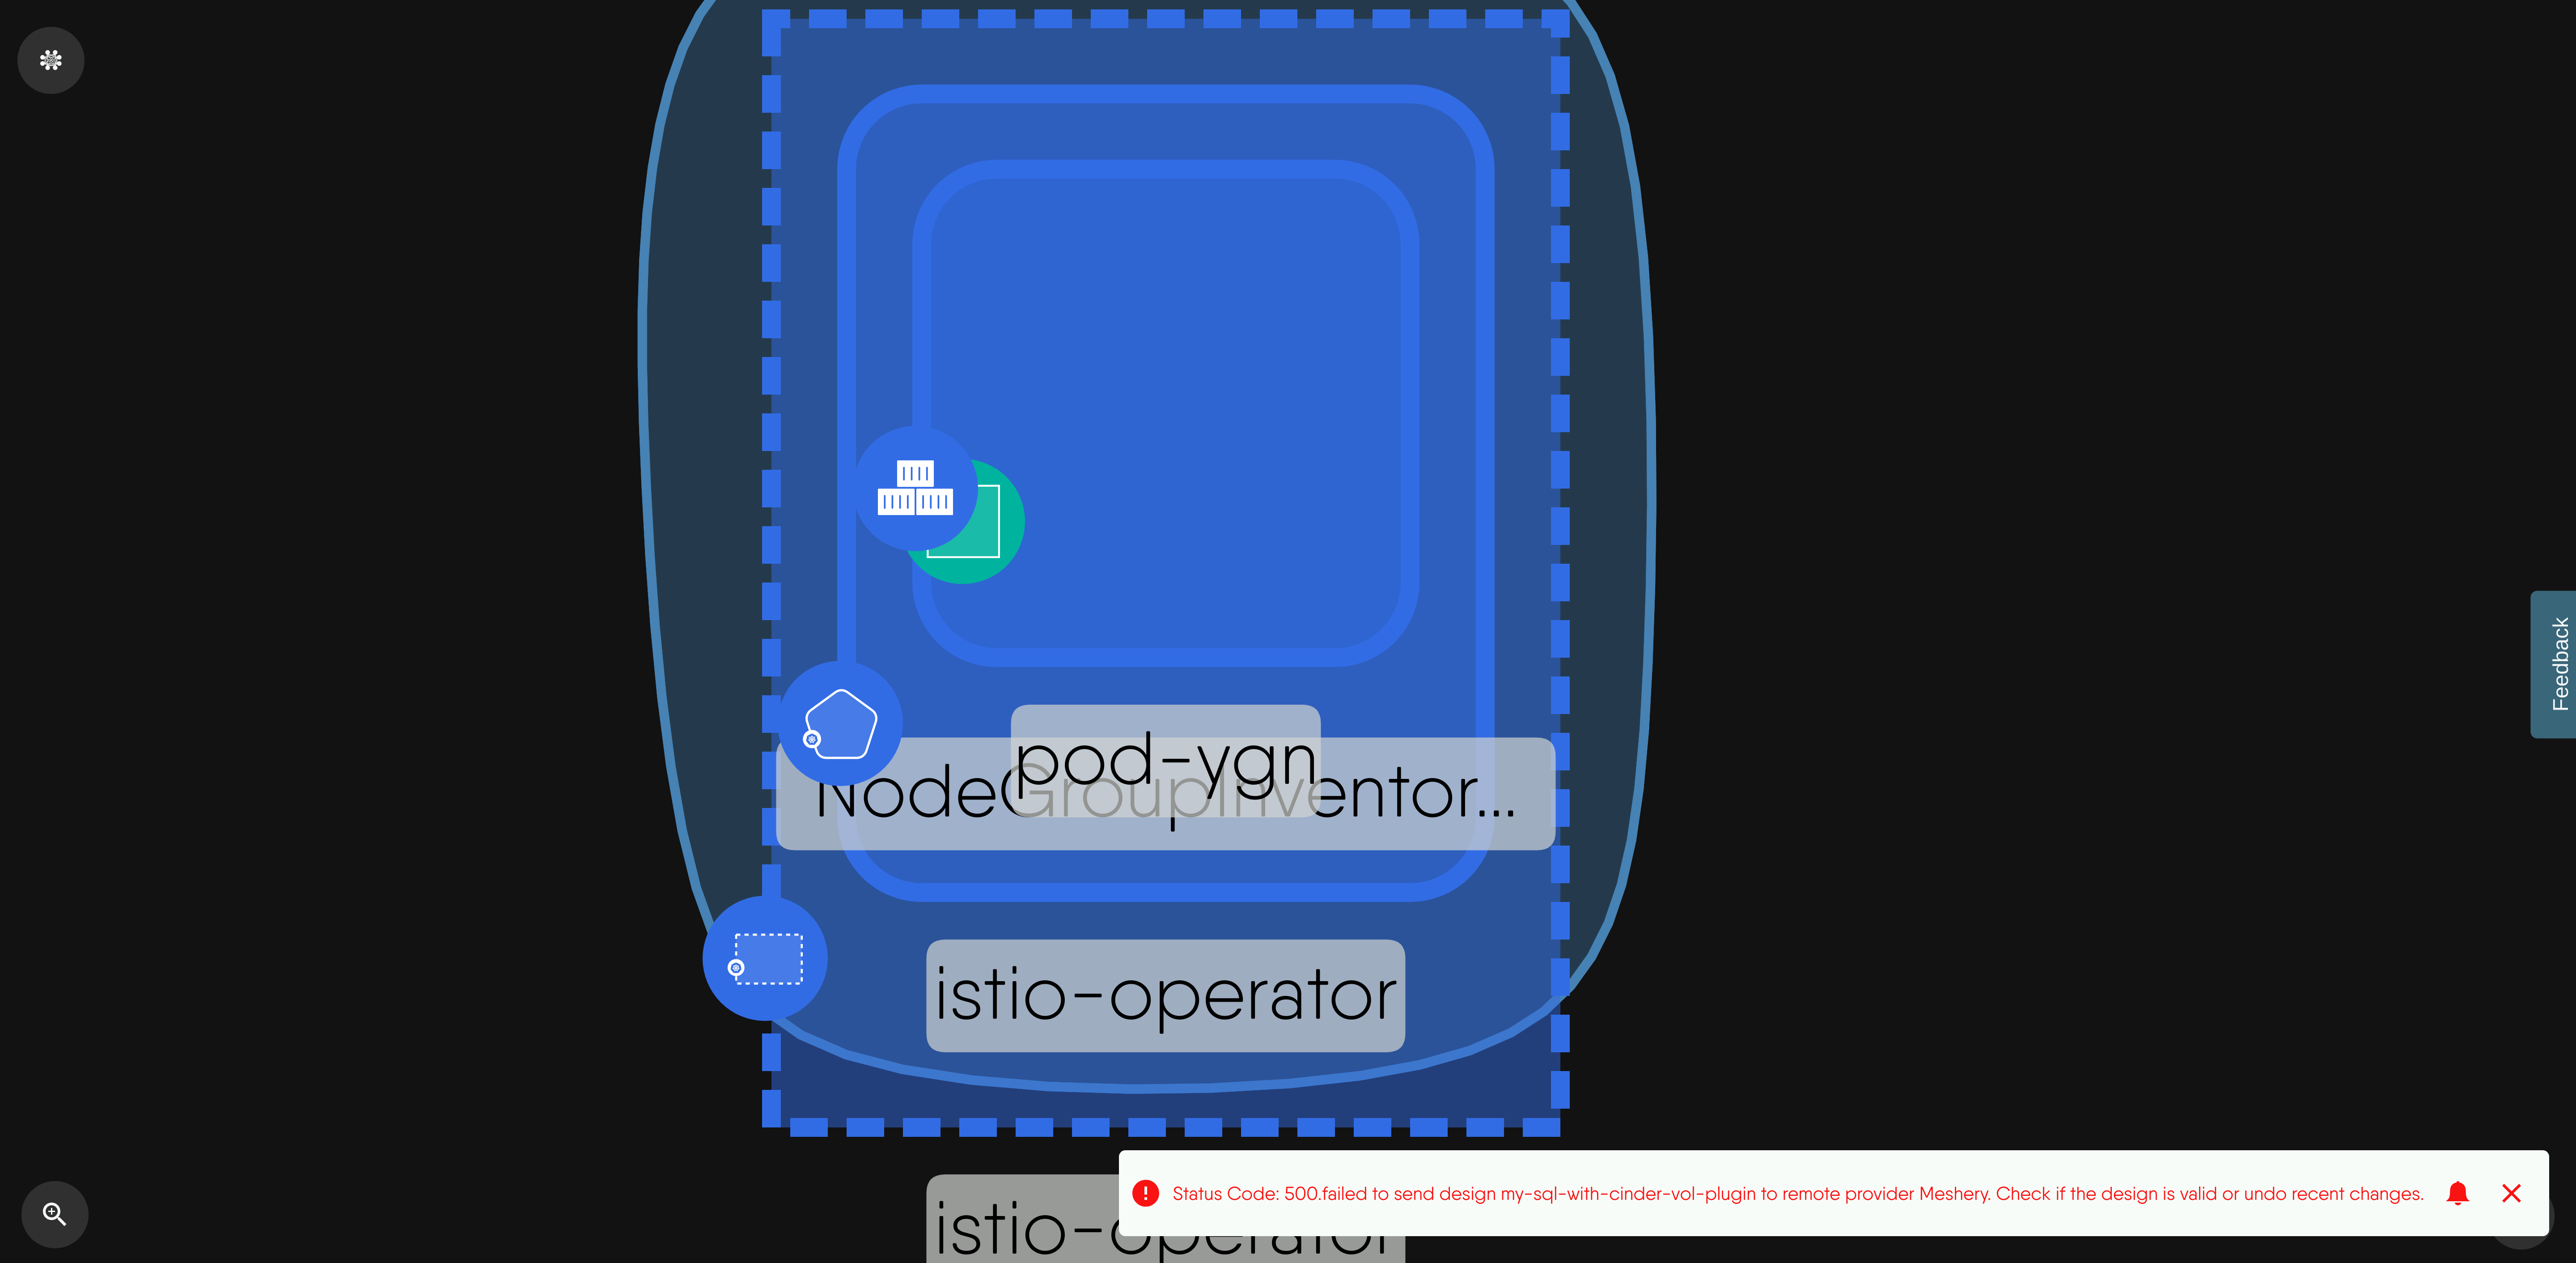 pod-ygn
NodeGroupInventor...
istio-operator
istio-operator
Feedback
Status Code: 500.failed to send design my-sql-with-cinder-vol-plugin to remote provider Meshery. Check if the design is valid or undo recent changes.